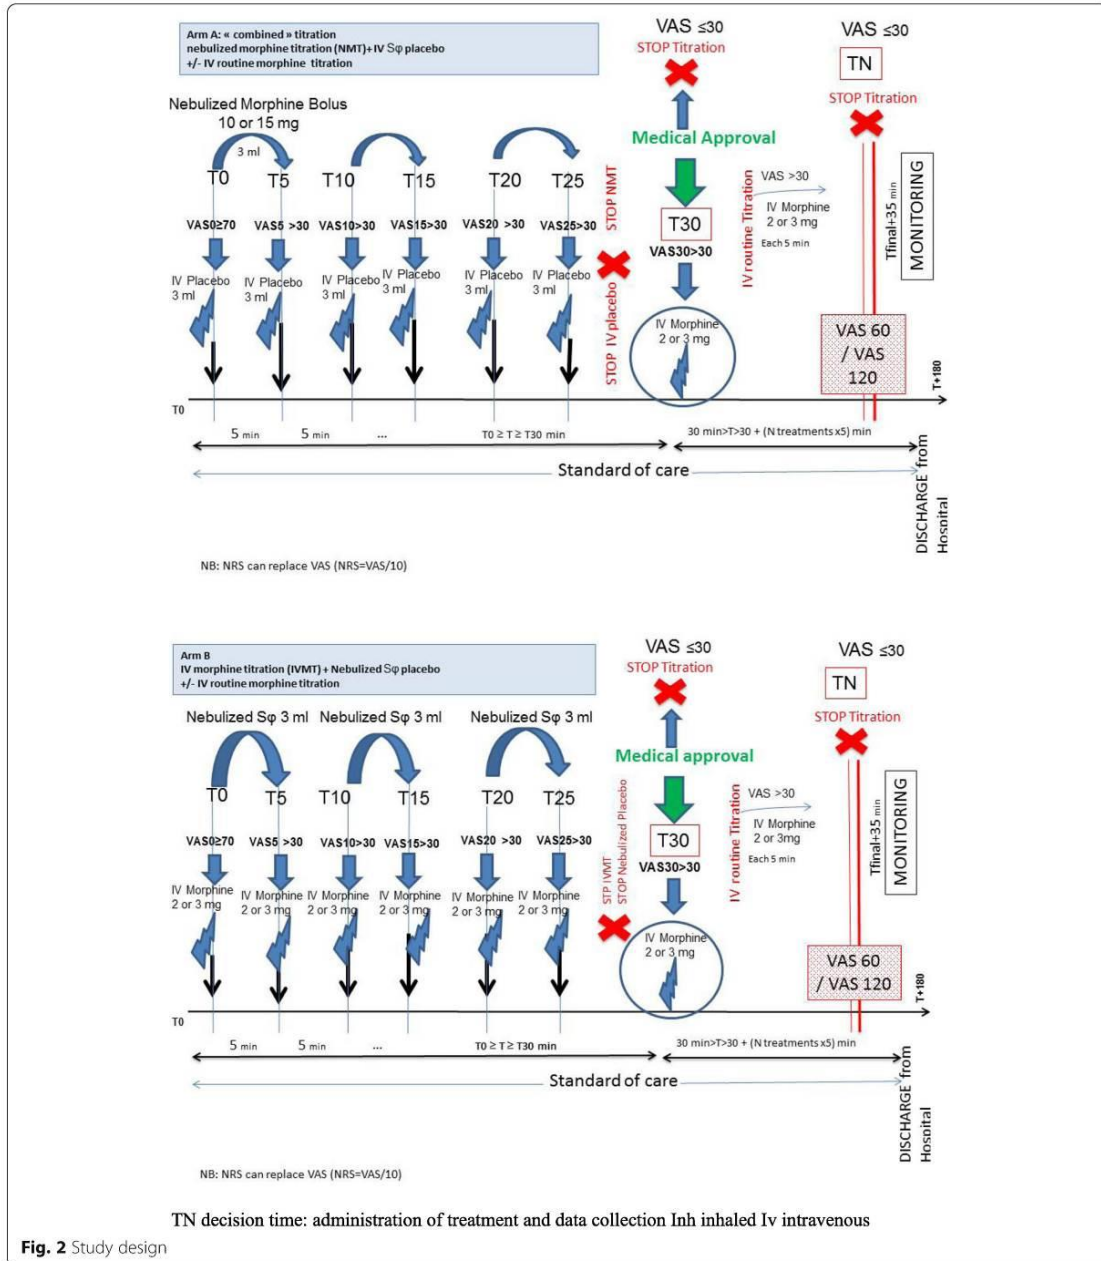 Arm A: « combined » titration
nebulized morphine titration (NMT)+ IV Sφ placebo
+/- IV routine morphine titration
VAS ≤30
STOP Titration
VAS ≤30
TN
STOP Titration
Nebulized Morphine Bolus
10 or 15 mg
3 ml
Medical Approval
T0
T5
T10
T15
T20
T25
STOP NMT
STOP IV placebo
T30
VAS30>30
IV routine Titration
VAS >30
IV Morphine
2 or 3 mg
Each 5 min
Tfinal+35 min
MONITORING
VAS0≥70
VAS5 >30
VAS10>30
VAS15>30
VAS20 >30
VAS25>30
IV Placebo
3 ml
IV Placebo
3 ml
IV Placebo
3 ml
IV Placebo
3 ml
IV Placebo
3 ml
IV Placebo
3 ml
IV Morphine
2 or 3 mg
VAS 60
/ VAS
120
T+180
T0
5 min
5 min
...
T0 ≥ T ≥ T30 min
30 min>T>30 + (N treatments x5) min
Standard of care
DISCHARGE from
Hospital
NB: NRS can replace VAS (NRS=VAS/10)
Arm B
IV morphine titration (IVMT) + Nebulized Sφ placebo
+/- IV routine morphine titration
VAS ≤30
STOP Titration
VAS ≤30
TN
STOP Titration
Nebulized Sφ 3 ml
Nebulized Sφ 3 ml
Nebulized Sφ 3 ml
Medical approval
T0
T5
T10
T15
T20
T25
STP IVMT
STOP Nebulized Placebo
T30
VAS30>30
IV routine Titration
VAS >30
IV Morphine
2 or 3mg
Each 5 min
Tfinal+35 min
MONITORING
VAS0≥70
VAS5 >30
VAS10>30
VAS15>30
VAS20 >30
VAS25>30
IV Morphine
2 or 3 mg
IV Morphine
2 or 3 mg
IV Morphine
2 or 3 mg
IV Morphine
2 or 3 mg
IV Morphine
2 or 3 mg
IV Morphine
2 or 3 mg
IV Morphine
2 or 3 mg
VAS 60
/ VAS 120
T+180
T0
5 min
5 min
...
T0 ≥ T ≥ T30 min
30 min>T>30 + (N treatments x5) min
Standard of care
DISCHARGE from
Hospital
NB: NRS can replace VAS (NRS=VAS/10)
TN decision time: administration of treatment and data collection Inh inhaled Iv intravenous
Fig. 2 Study design